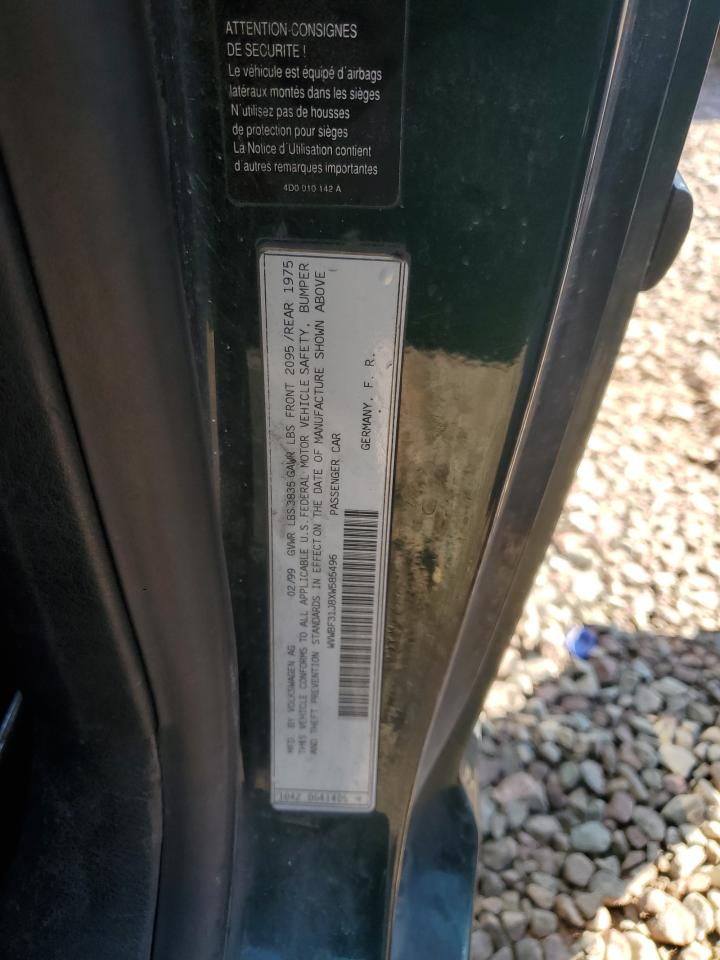 ATTENTION-CONSIGNES
DE SECURITE !
Le véhicule est équipé d'airbags
latéraux montés dans les sièges
N'utilisez pas de housses
de protection pour sièges
La Notice d'Utilisation contient
d'autres remarques importantes
4D0 010 142 A
MFG. BY VOLKSWAGEN AG 02/99 GVWR LBS:3835 GAWR LBS FRONT 2095/REAR 1975
THIS VEHICLE CONFORMS TO ALL APPLICABLE U.S.FEDERAL MOTOR VEHICLE SAFETY, BUMPER
AND THEFT PREVENTION STANDARDS IN EFFECT ON THE DATE OF MANUFACTURE SHOWN ABOVE
WVWBF31J8XW585496 PASSENGER CAR
GERMANY, F. R.